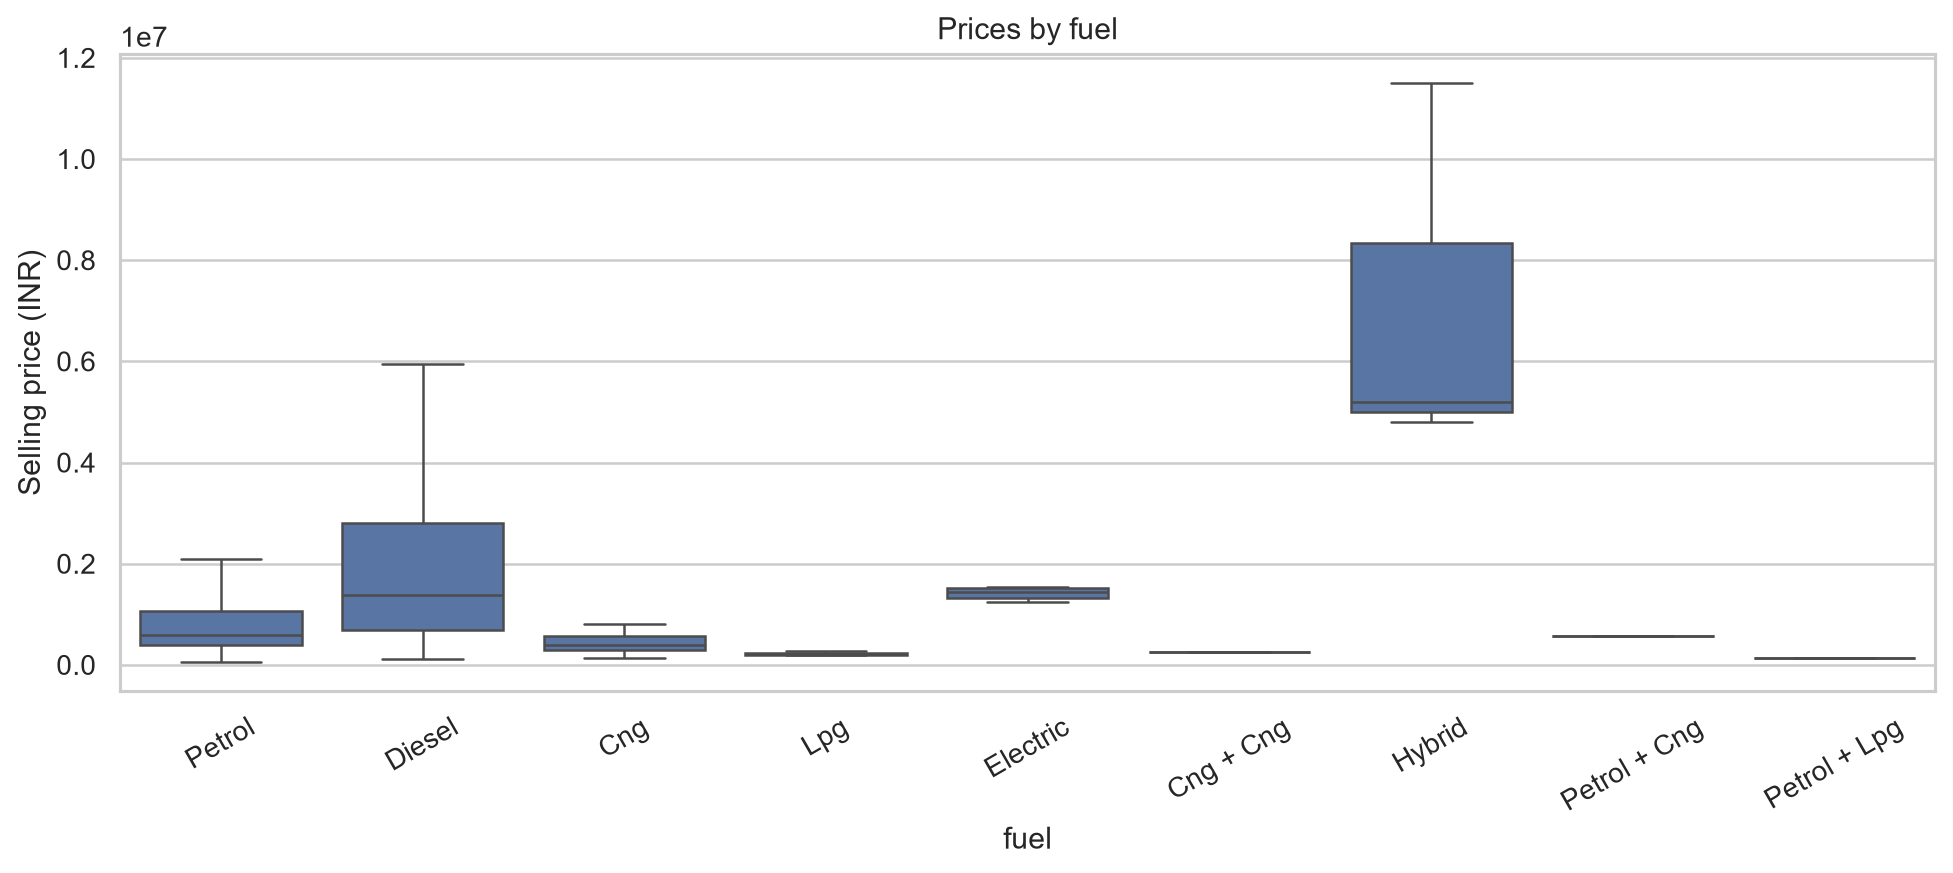 Prices by fuel
1e7
1.2
1.0
0.8
0.6
0.4
0.2
0.0
Selling price (INR)
Petrol
Diesel
Cng
Lpg
Electric
Cng + Cng
Hybrid
Petrol + Cng
Petrol + Lpg
fuel